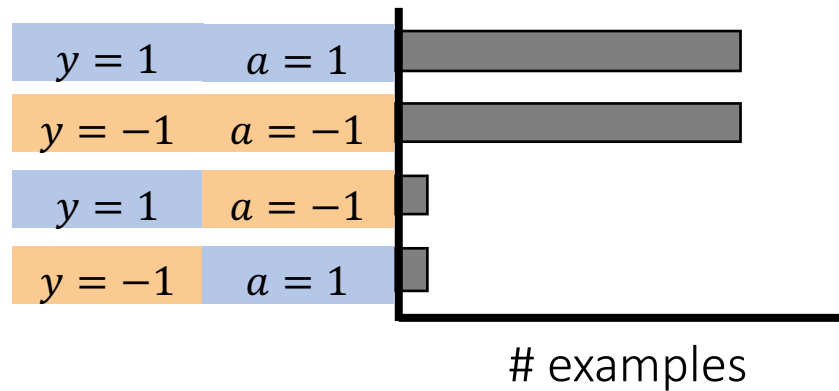 y = 1 a = 1
y = −1 a = −1
y = 1 a = −1
y = −1 a = 1
# examples